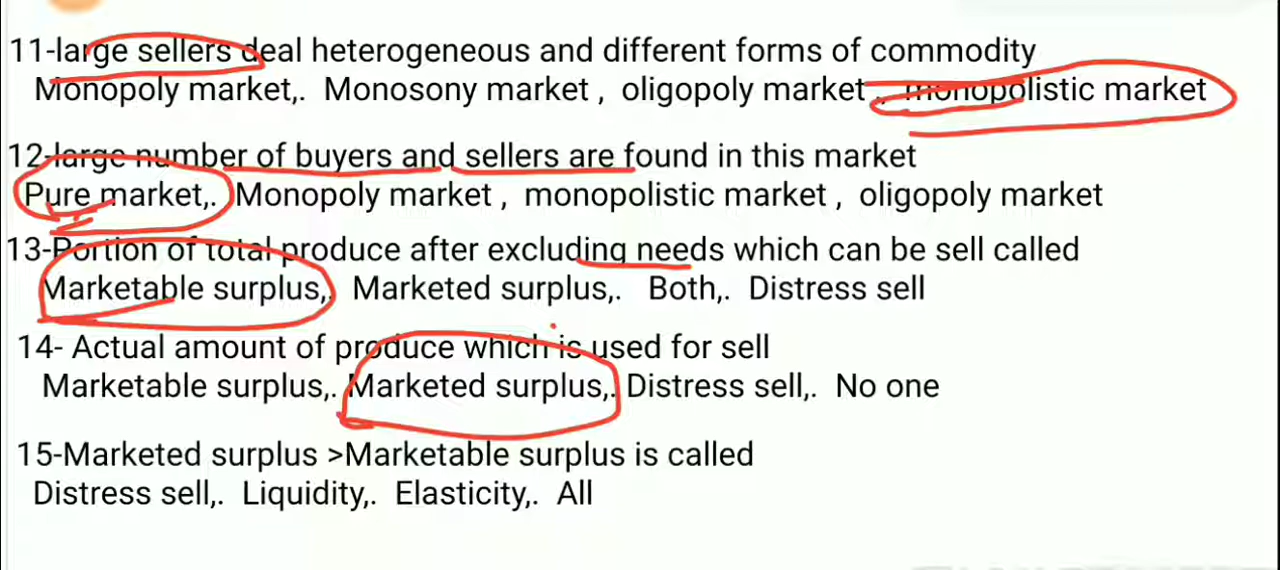 11-large sellers deal heterogeneous and different forms of commodity
Monopoly market,. Monosony market , oligopoly market , monopolistic market
12-large number of buyers and sellers are found in this market
Pure market,. Monopoly market , monopolistic market , oligopoly market
13-Portion of total produce after excluding needs which can be sell called
Marketable surplus,. Marketed surplus,. Both,. Distress sell
14- Actual amount of produce which is used for sell
Marketable surplus,. Marketed surplus,. Distress sell,. No one
15-Marketed surplus >Marketable surplus is called
Distress sell,. Liquidity,. Elasticity,. All